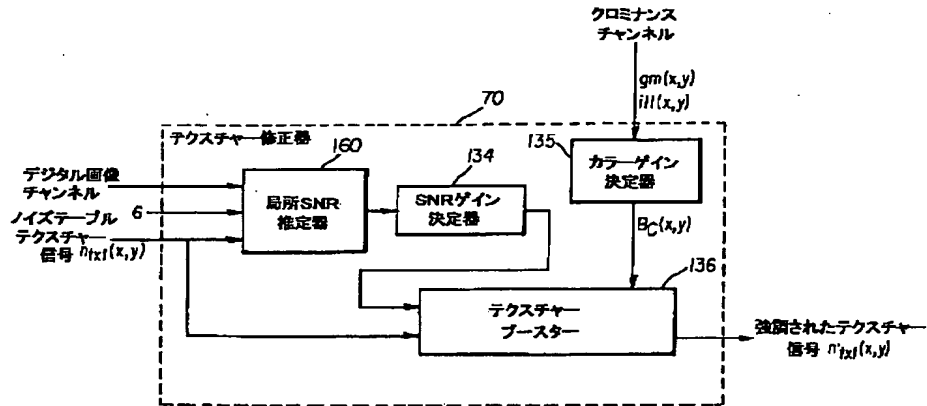 クロミナンス
チャンネル
gm(x,y)
ill(x,y)
70
テクスチャー修正器
160
134
135
カラーゲイン
決定器
デジタル画像
チャンネル
局所SNR
推定器
SNRゲイン
決定器
ノイズテーブル 6
テクスチャー
信号 n_txt(x,y)
B_C(x,y)
136
テクスチャー
ブースター
強調されたテクスチャー
信号 n'_txt(x,y)